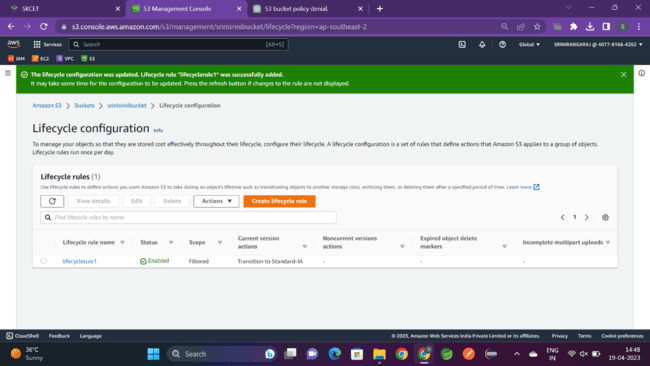 SKCET
S3 Management Console
S3 bucket policy denial.
s3.console.aws.amazon.com/s3/management/srinisrinibucket/lifecycle?region=ap-southeast-2
aws
Services
Search
[Alt+S]
Global
SRINIRANGARAJ @ 4077-8166-4262
IAM
EC2
VPC
S3
The lifecycle configuration was updated. Lifecycle rule "lifecyclerule1" was successfully added.
It may take some time for the configuration to be updated. Press the refresh button if changes to the rule are not displayed.
Amazon S3 > Buckets > srinisrinibucket > Lifecycle configuration
Lifecycle configuration Info
To manage your objects so that they are stored cost effectively throughout their lifecycle, configure their lifecycle. A lifecycle configuration is a set of rules that define actions that Amazon S3 applies to a group of objects.
Lifecycle rules run once per day.
Lifecycle rules (1)
Use lifecycle rules to define actions you want Amazon S3 to take during an object's lifetime such as transitioning objects to another storage class, archiving them, or deleting them after a specified period of time. Learn more
View details
Edit
Delete
Actions
Create lifecycle rule
Find lifecycle rules by name
1
Lifecycle rule name
Status
Scope
Current version actions
Noncurrent versions actions
Expired object delete markers
Incomplete multipart uploads
lifecyclerule1
Enabled
Filtered
Transition to Standard-IA
-
-
-
CloudShell
Feedback
Language
© 2023, Amazon Web Services India Private Limited or its affiliates.
Privacy
Terms
Cookie preferences
36°C
Sunny
Search
ENG
IN
14:48
19-04-2023